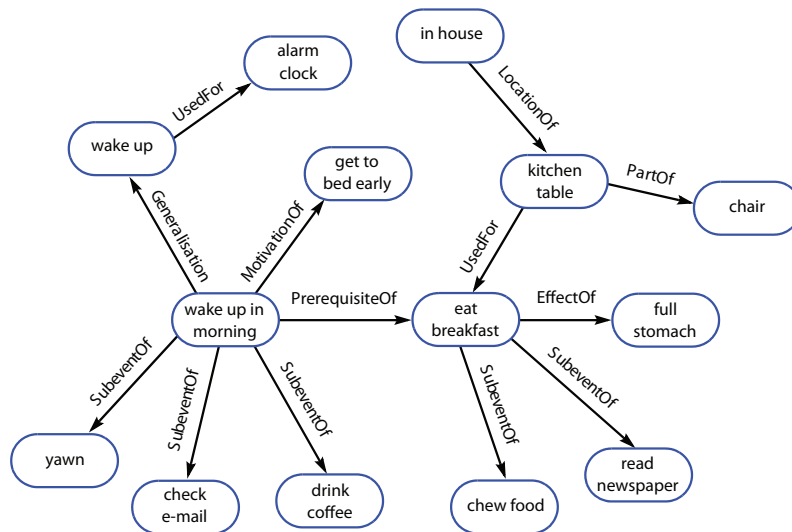 in house
alarm
clock
UsedFor
LocationOf
wake up
get to
bed early
kitchen
table
PartOf
chair
Generalisation
MotivationOf
UsedFor
wake up in
morning
PrerequisiteOf
eat
breakfast
EffectOf
full
stomach
SubeventOf
SubeventOf
SubeventOf
SubeventOf
SubeventOf
yawn
check
e-mail
drink
coffee
chew food
read
newspaper